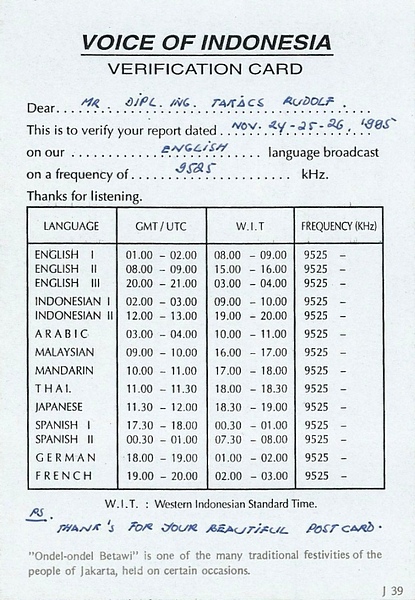 VOICE OF INDONESIA
VERIFICATION CARD
Dear. MR. DIPL. ING. TAKÁCS RUDOLF.
This is to verify your report dated NOV. 24-25-26, 1985
on our ENGLISH language broadcast
on a frequency of 9525 kHz.
Thanks for listening.
LANGUAGE GMT / UTC W.I.T FREQUENCY (KHz)
ENGLISH I 01.00 – 02.00 08.00 – 09.00 9525 –
ENGLISH II 08.00 – 09.00 15.00 – 16.00 9525 –
ENGLISH III 20.00 – 21.00 03.00 – 04.00 9525 –
INDONESIAN I 02.00 – 03.00 09.00 – 10.00 9525 –
INDONESIAN II 12.00 – 13.00 19.00 – 20.00 9525 –
ARABIC 03.00 – 04.00 10.00 – 11.00 9525 –
MALAYSIAN 09.00 – 10.00 16.00 – 17.00 9525 –
MANDARIN 10.00 – 11.00 17.00 – 18.00 9525 –
THAI. 11.00 – 11.30 18.00 – 18.30 9525 –
JAPANESE 11.30 – 12.00 18.30 – 19.00 9525 –
SPANISH I 17.30 – 18.00 00.30 – 01.00 9525 –
SPANISH II 00.30 – 01.00 07.30 – 08.00 9525 –
GERMAN 18.00 – 19.00 01.00 – 02.00 9525 –
FRENCH 19.00 – 20.00 02.00 – 03.00 9525 –
W.I.T. : Western Indonesian Standard Time.
PS.
THANK'S FOR YOUR BEAUTIFUL POST CARD.
"Ondel-ondel Betawi" is one of the many traditional festivities of the
people of Jakarta, held on certain occasions.
J 39